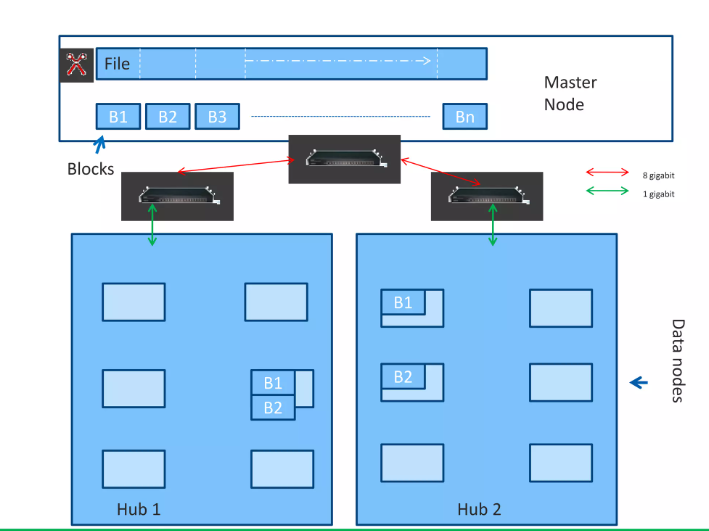 File
Master
Node
B1
B2
B3
Bn
Blocks
8 gigabit
1 gigabit
B1
B2
Hub 1
B1
B2
Hub 2
Data nodes